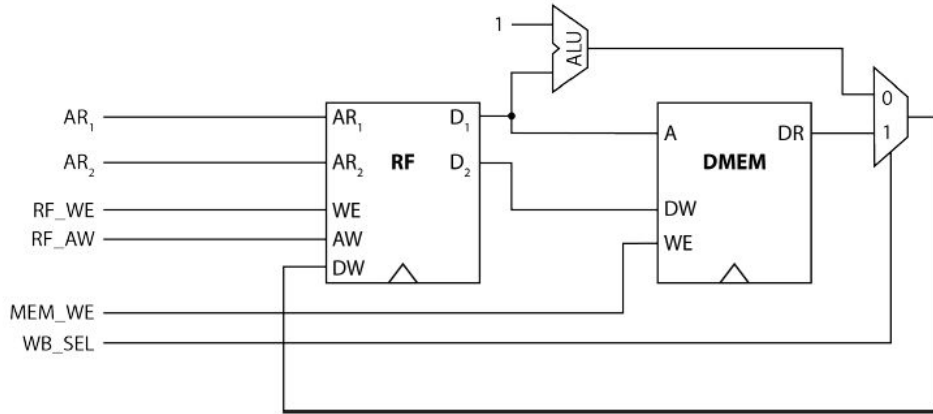 1
ALU
0
1
AR₁
AR₂
RF_WE
RF_AW
MEM_WE
WB_SEL
AR₁ D₁
AR₂ RF D₂
WE
AW
DW
A DR
DMEM
DW
WE